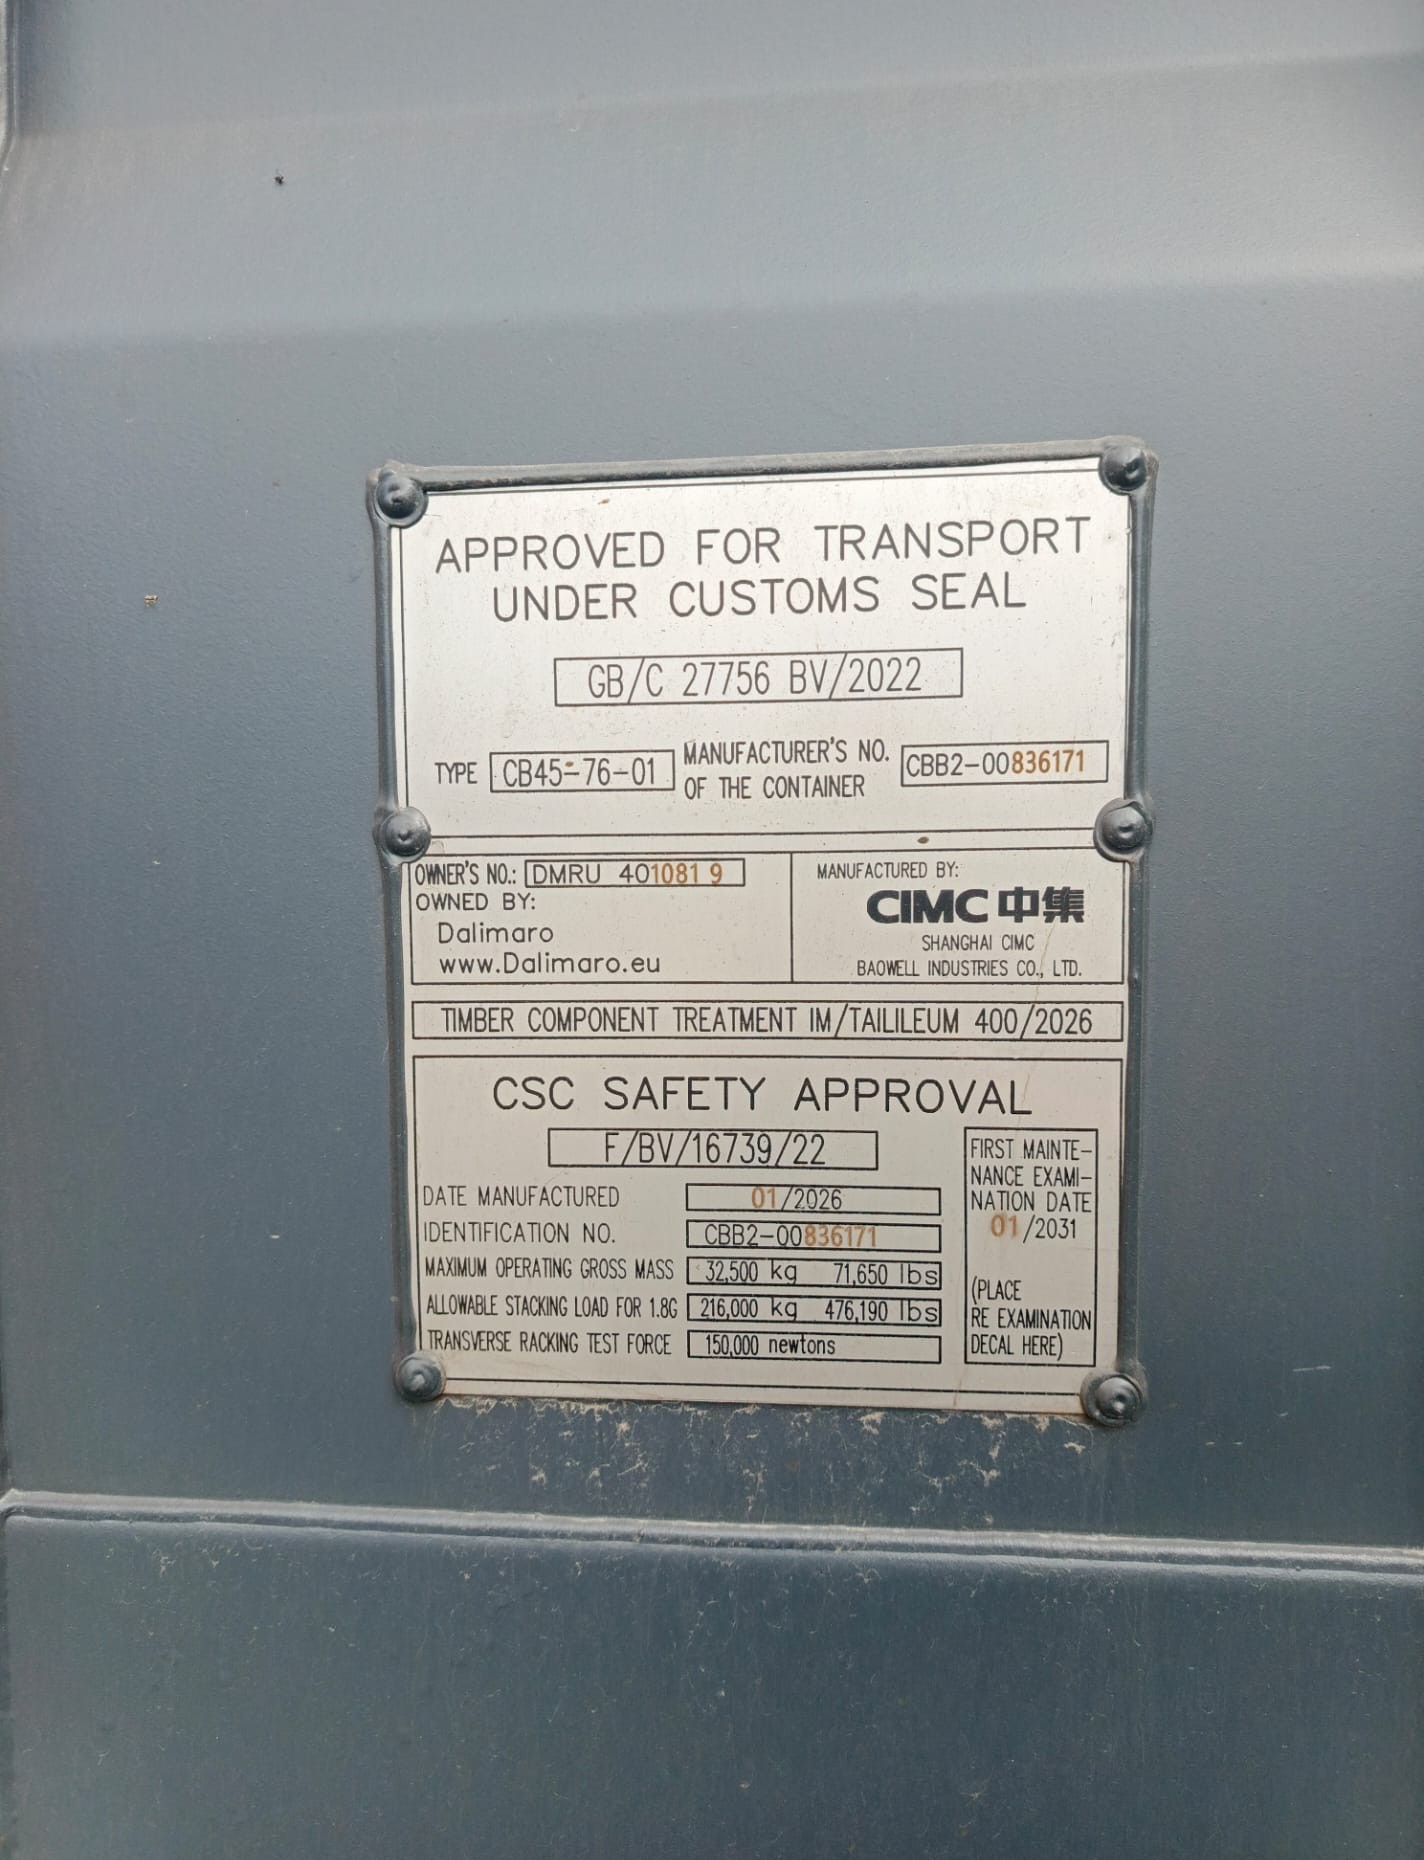 APPROVED FOR TRANSPORT
UNDER CUSTOMS SEAL
GB/C 27756 BV/2022
TYPE CB45-76-01 MANUFACTURER'S NO. OF THE CONTAINER CBB2-00836171
OWNER'S NO.: DMRU 401081 9
OWNED BY:
Dalimaro
www.Dalimaro.eu
MANUFACTURED BY:
CIMC 中集
SHANGHAI CIMC
BAOWELL INDUSTRIES CO., LTD.
TIMBER COMPONENT TREATMENT IM/TAILILEUM 400/2026
CSC SAFETY APPROVAL
F/BV/16739/22
DATE MANUFACTURED 01/2026
IDENTIFICATION NO. CBB2-00836171
MAXIMUM OPERATING GROSS MASS 32,500 kg 71,650 lbs
ALLOWABLE STACKING LOAD FOR 1.8G 216,000 kg 476,190 lbs
TRANSVERSE RACKING TEST FORCE 150,000 newtons
FIRST MAINTE-
NANCE EXAMI-
NATION DATE
01/2031
(PLACE
RE EXAMINATION
DECAL HERE)